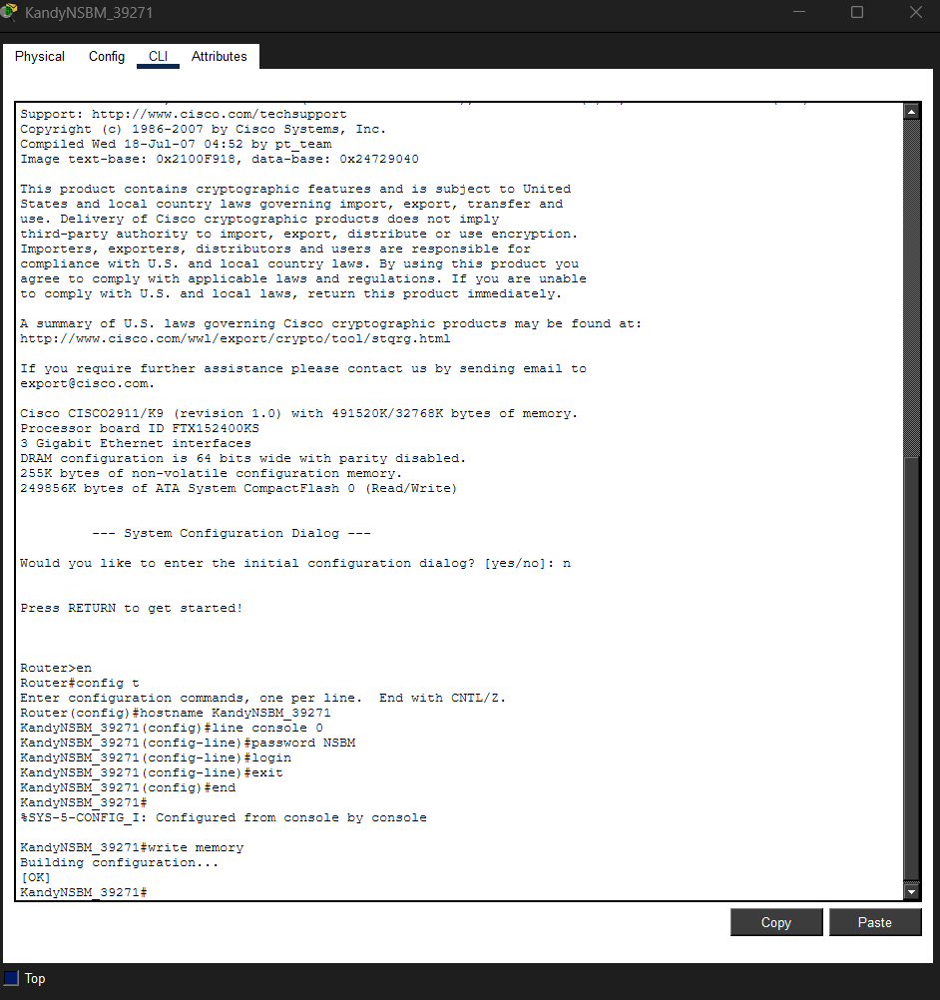 KandyNSBM_39271
Physical Config CLI Attributes
Support: http://www.cisco.com/techsupport
Copyright (c) 1986-2007 by Cisco Systems, Inc.
Compiled Wed 18-Jul-07 04:52 by pt_team
Image text-base: 0x2100F918, data-base: 0x24729040
This product contains cryptographic features and is subject to United
States and local country laws governing import, export, transfer and
use. Delivery of Cisco cryptographic products does not imply
third-party authority to import, export, distribute or use encryption.
Importers, exporters, distributors and users are responsible for
compliance with U.S. and local country laws. By using this product you
agree to comply with applicable laws and regulations. If you are unable
to comply with U.S. and local laws, return this product immediately.
A summary of U.S. laws governing Cisco cryptographic products may be found at:
http://www.cisco.com/wwl/export/crypto/tool/stqrg.html
If you require further assistance please contact us by sending email to
export@cisco.com.
Cisco CISCO2911/K9 (revision 1.0) with 491520K/32768K bytes of memory.
Processor board ID FTX152400KS
3 Gigabit Ethernet interfaces
DRAM configuration is 64 bits wide with parity disabled.
255K bytes of non-volatile configuration memory.
249856K bytes of ATA System CompactFlash 0 (Read/Write)
--- System Configuration Dialog ---
Would you like to enter the initial configuration dialog? [yes/no]: n
Press RETURN to get started!
Router>en
Router#config t
Enter configuration commands, one per line.  End with CNTL/Z.
Router(config)#hostname KandyNSBM_39271
KandyNSBM_39271(config)#line console 0
KandyNSBM_39271(config-line)#password NSBM
KandyNSBM_39271(config-line)#login
KandyNSBM_39271(config-line)#exit
KandyNSBM_39271(config)#end
KandyNSBM_39271#
%SYS-5-CONFIG_I: Configured from console by console
KandyNSBM_39271#write memory
Building configuration...
[OK]
KandyNSBM_39271#
Copy Paste
Top